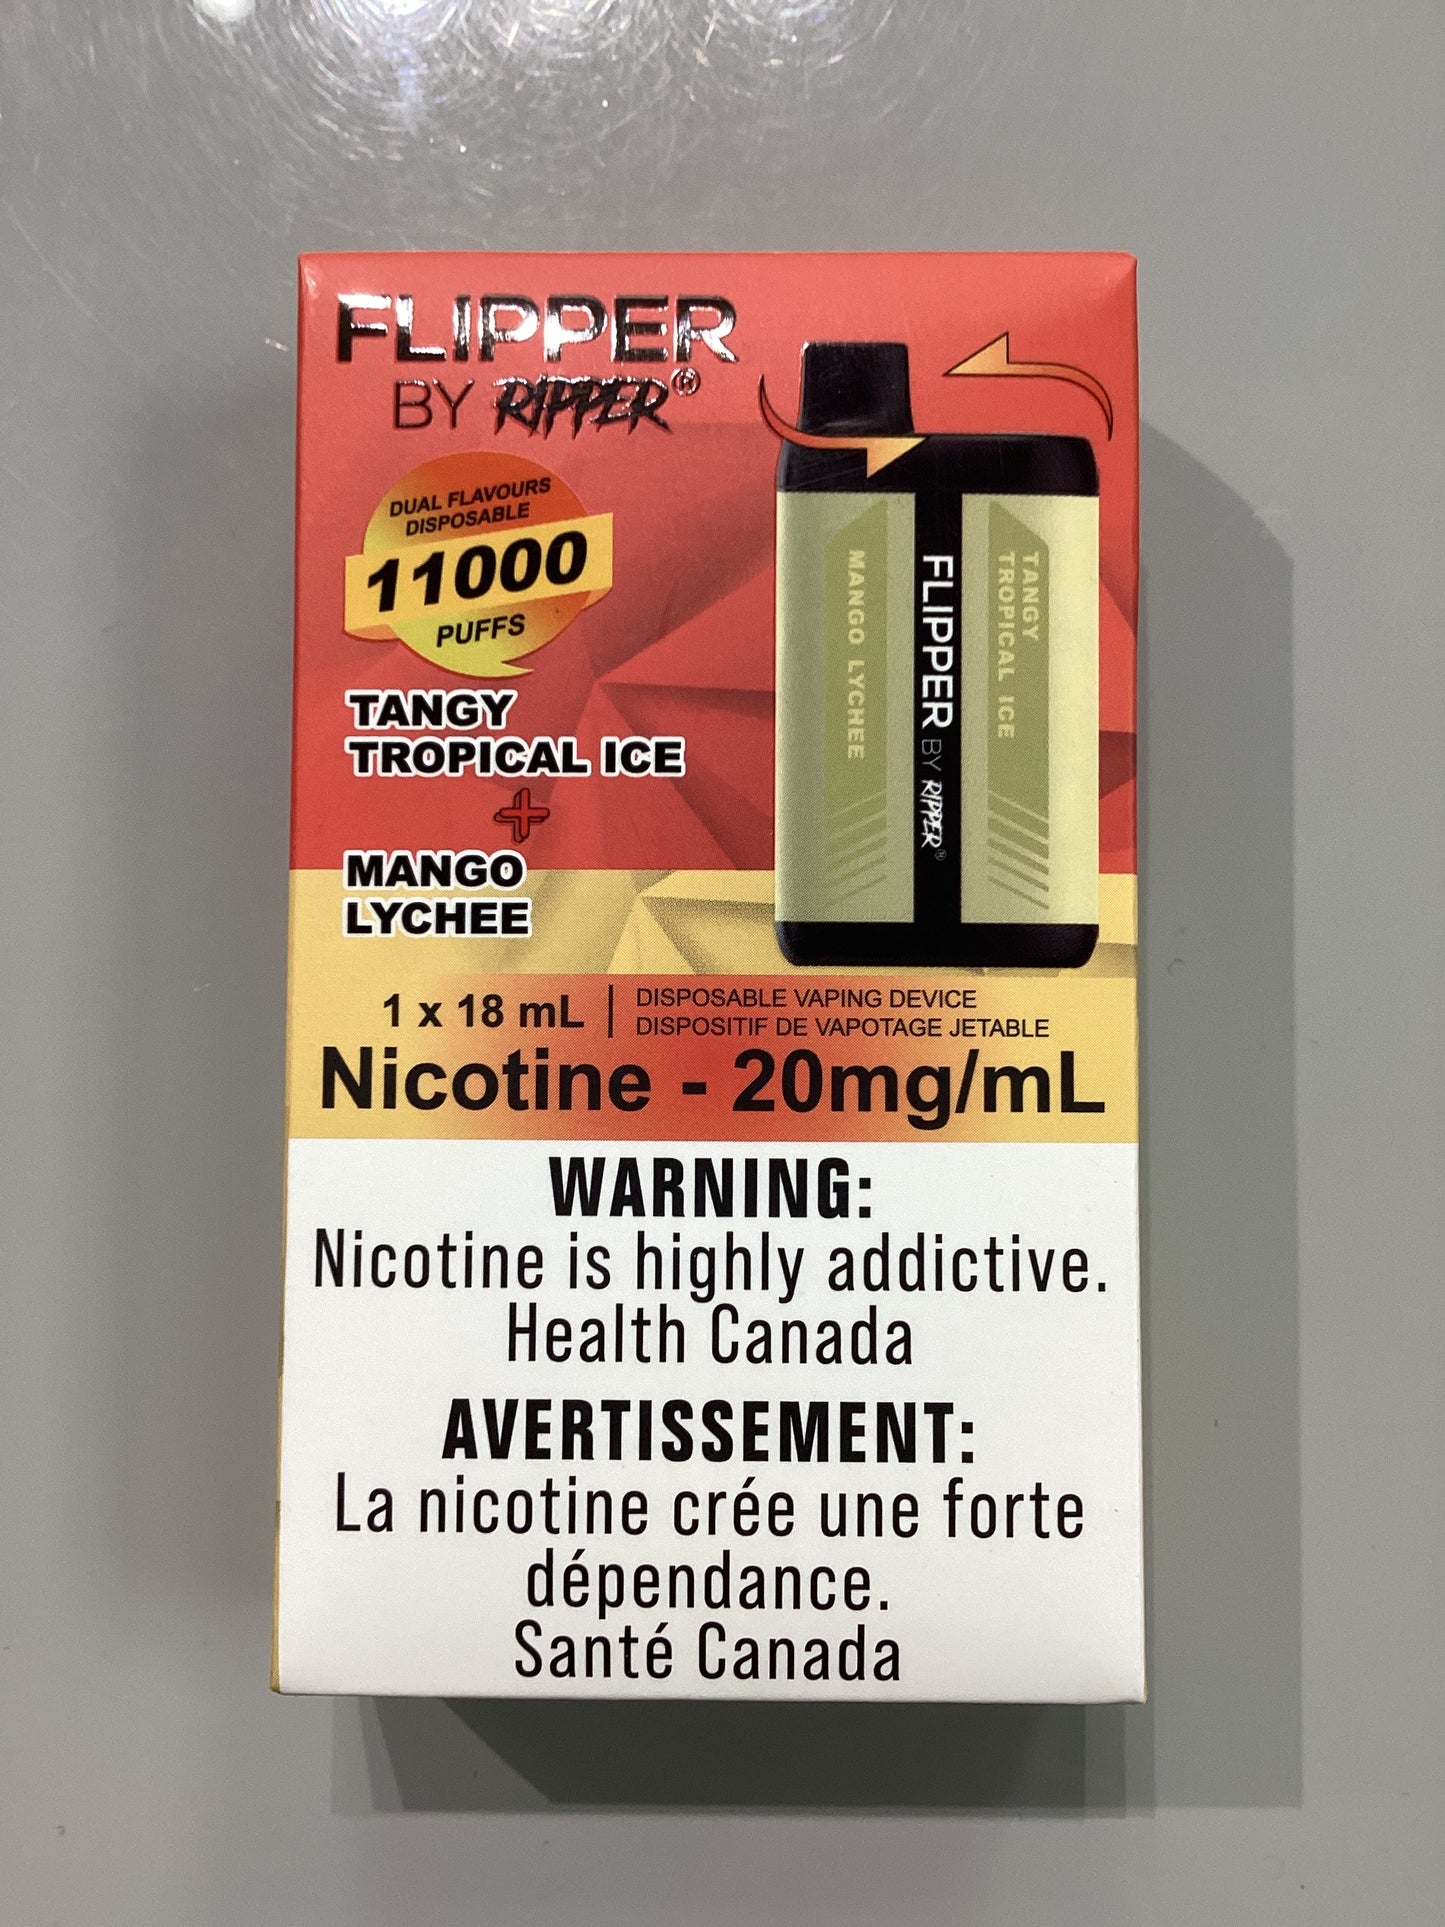 FLIPPER
BY RIPPER®
DUAL FLAVOURS
DISPOSABLE
11000
PUFFS
TANGY
TROPICAL ICE
+
MANGO
LYCHEE
MANGO LYCHEE
FLIPPER BY RIPPER®
TANGY
TROPICAL ICE
1 x 18 mL | DISPOSABLE VAPING DEVICE
DISPOSITIF DE VAPOTAGE JETABLE
Nicotine - 20mg/mL
WARNING:
Nicotine is highly addictive.
Health Canada
AVERTISSEMENT:
La nicotine crée une forte
dépendance.
Santé Canada